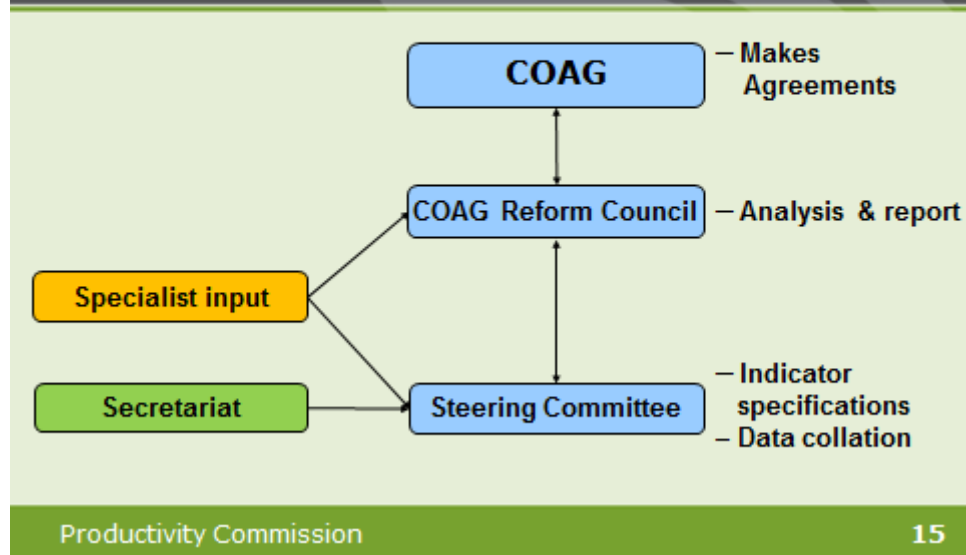 COAG
– Makes
Agreements
COAG Reform Council
– Analysis & report
Specialist input
Secretariat
Steering Committee
– Indicator
specifications
– Data collation
Productivity Commission
15